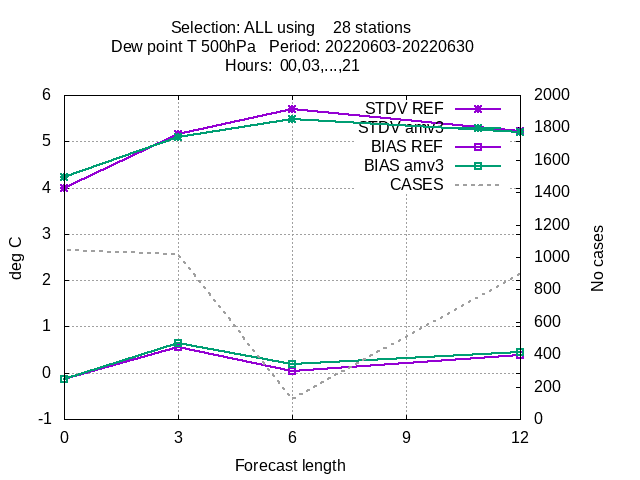 Selection: ALL using 28 stations
Dew point T 500hPa Period: 20220603-20220630
Hours: 00,03,...,21
STDV REF
STDV amv3
BIAS REF
BIAS amv3
CASES
deg C
6
5
4
3
2
1
0
-1
2000
1800
1600
1400
1200
1000
800
600
400
200
0
No cases
0 3 6 9 12
Forecast length